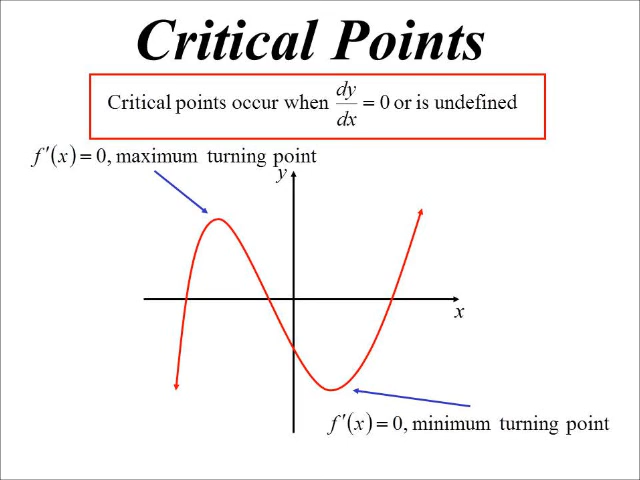 Critical Points
Critical points occur when dy/dx = 0 or is undefined
f′(x) = 0, maximum turning point
y
x
f′(x) = 0, minimum turning point